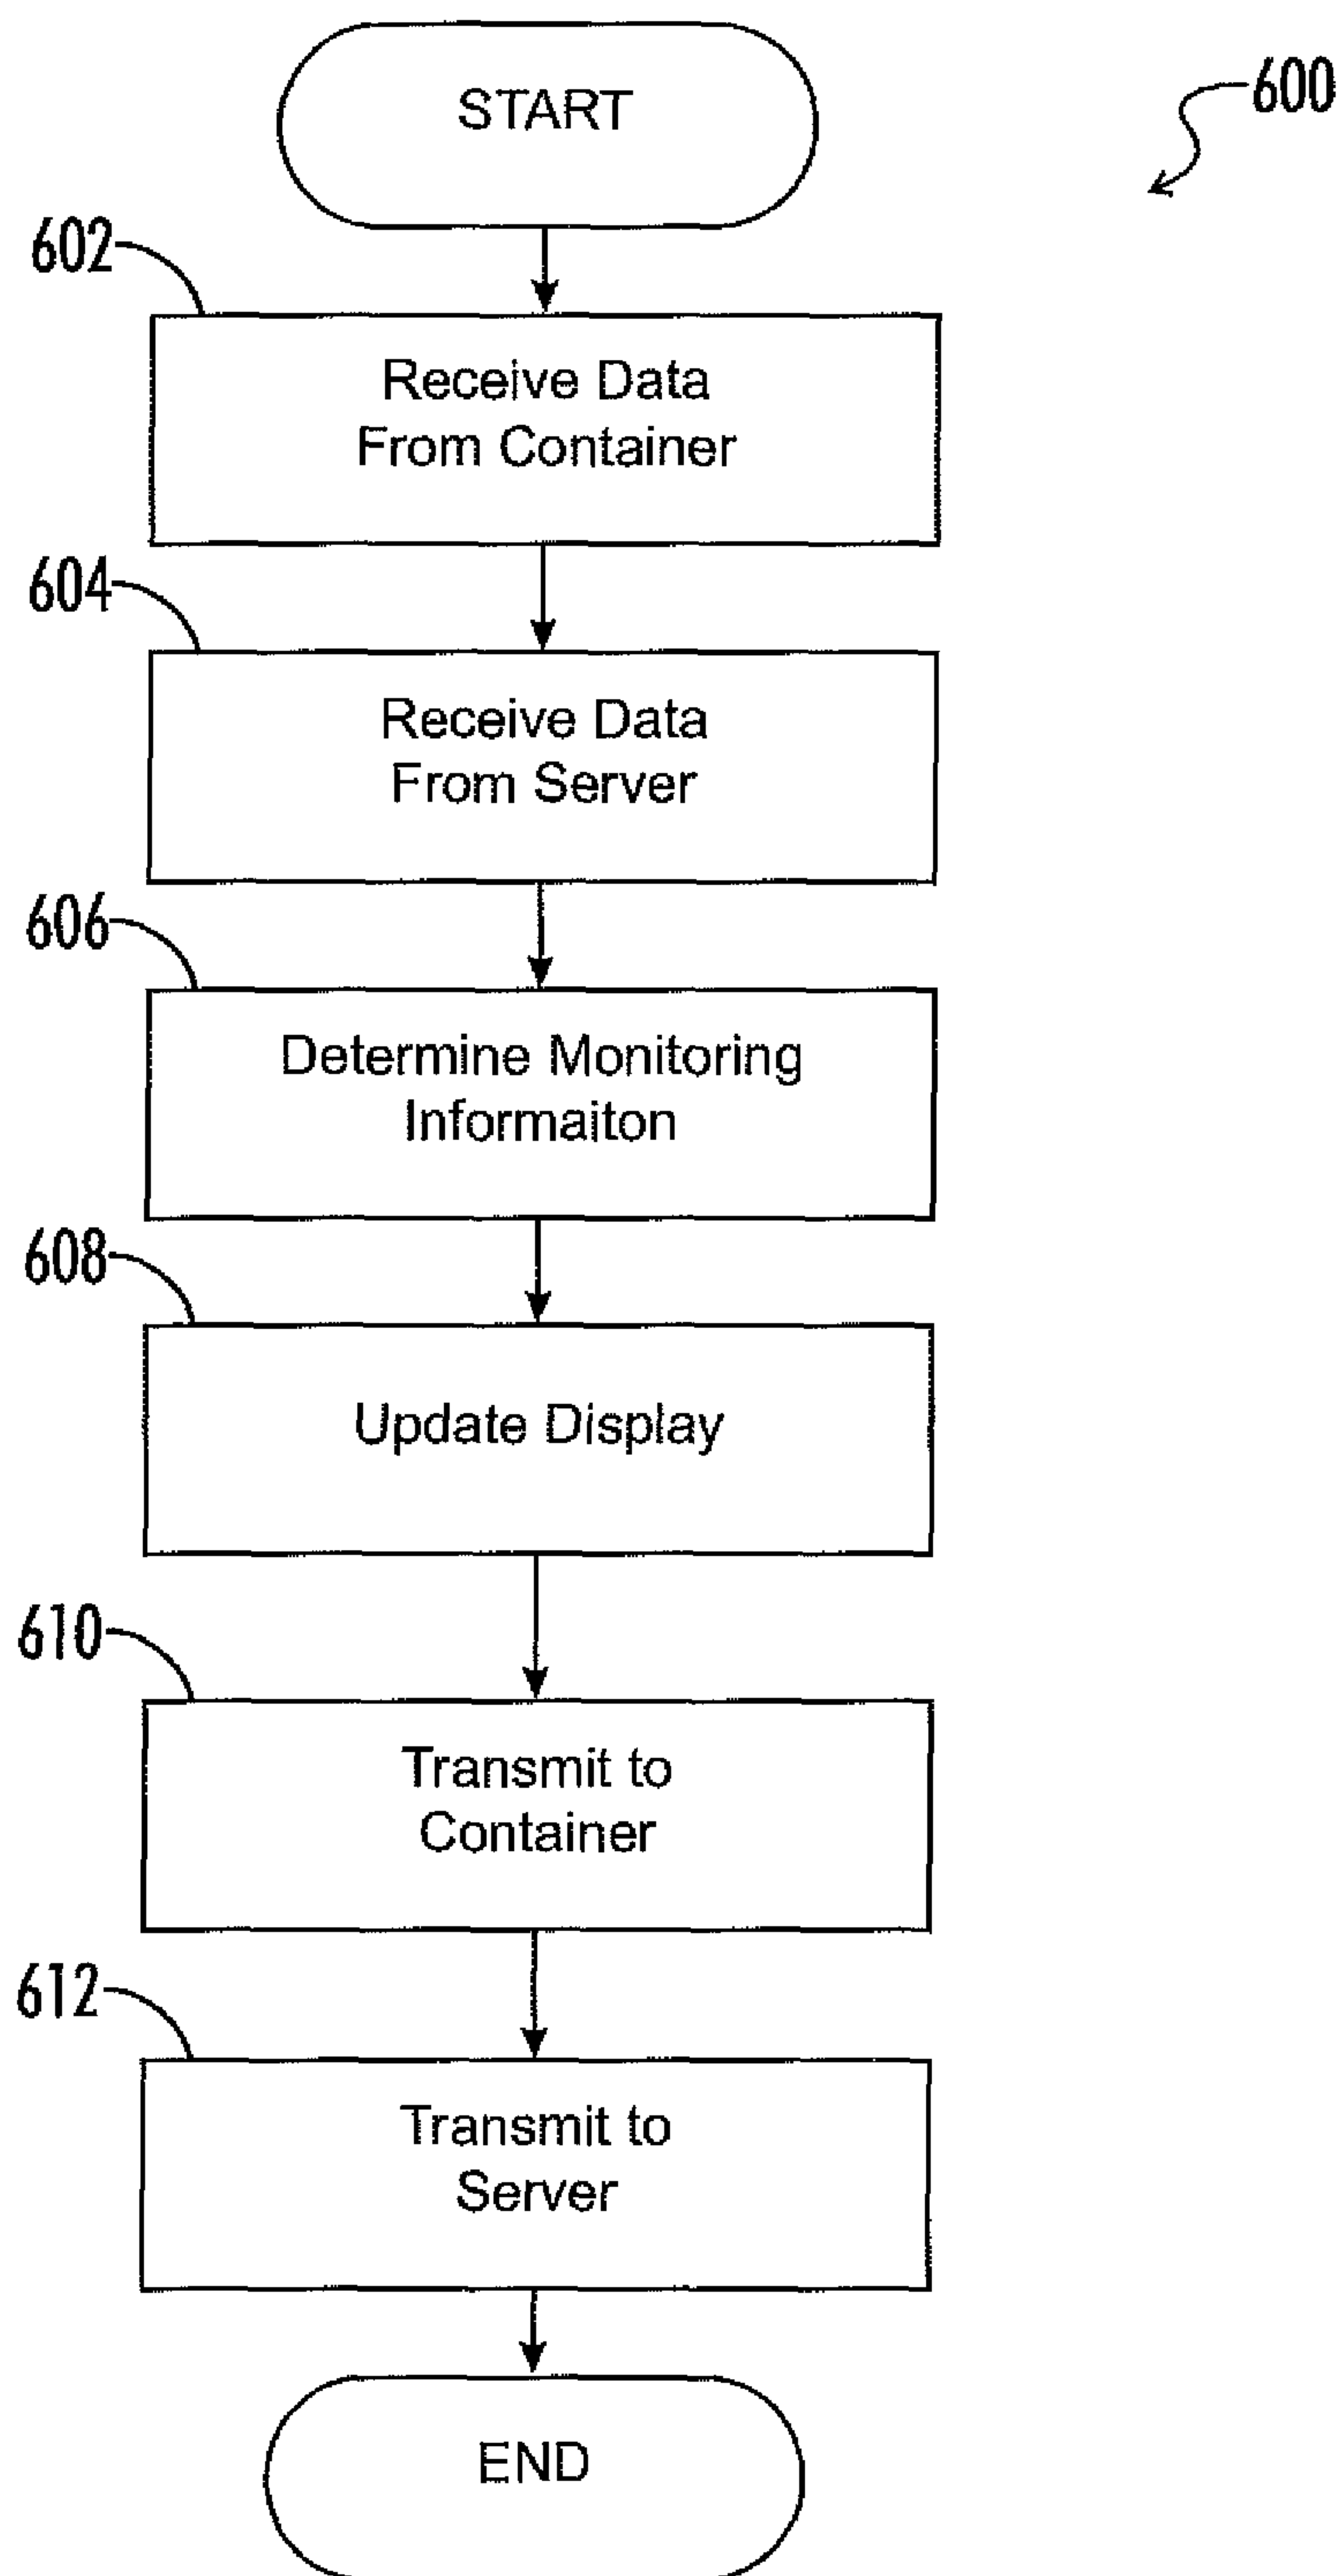 START
600
602
Receive Data
From Container
604
Receive Data
From Server
606
Determine Monitoring
Informaiton
608
Update Display
610
Transmit to
Container
612
Transmit to
Server
END